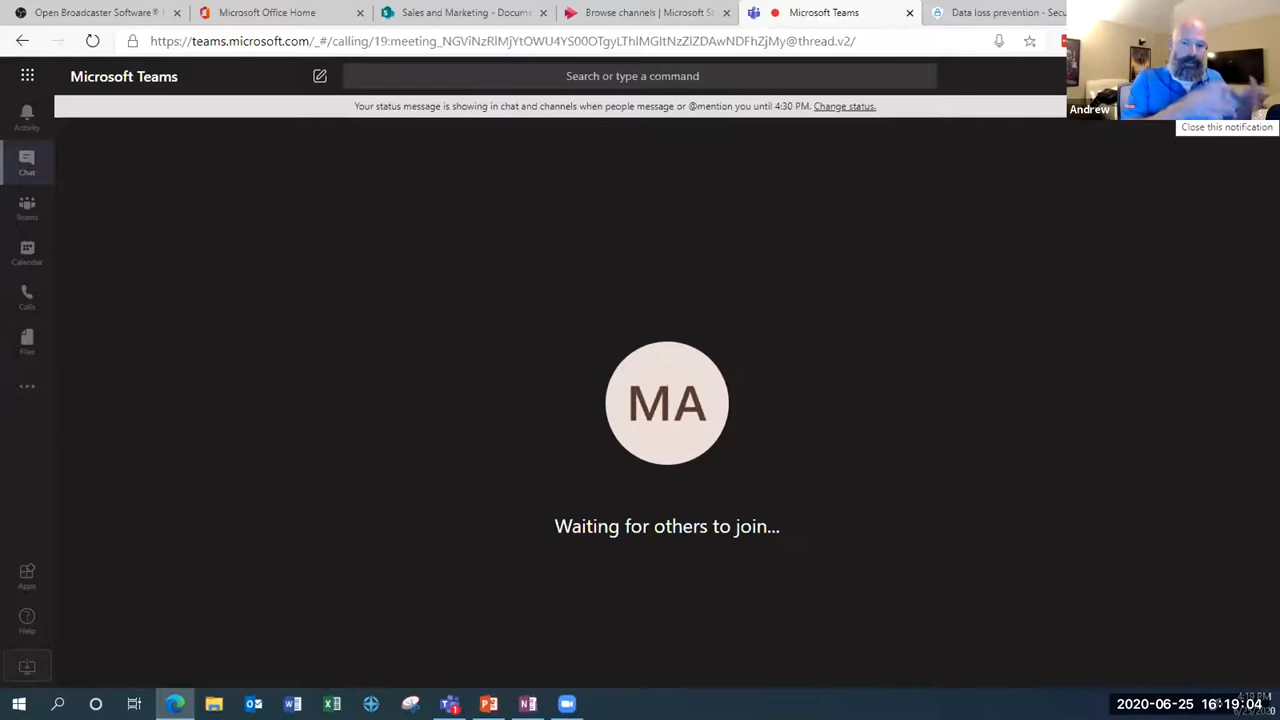 Open Broadcaster Software®
Microsoft Office Home
Sales and Marketing - Docume
Browse channels | Microsoft St
Microsoft Teams
Data loss prevention - Secu
https://teams.microsoft.com/_#/calling
19:meeting_NGViNzRlMjYtOWU4YS00OTgyLThlMGItNzZlZDAwNDFhZjMy@thread.v2/
Microsoft Teams
Search or type a command
Your status message is showing in chat and channels when people message or @mention you until 4:30 PM. Change status.
Andrew
Close this notification
Activity
Chat
Teams
Calendar
Calls
Files
MA
Waiting for others to join...
Apps
Help
4:19 PM
2020-06-25 16:19:04